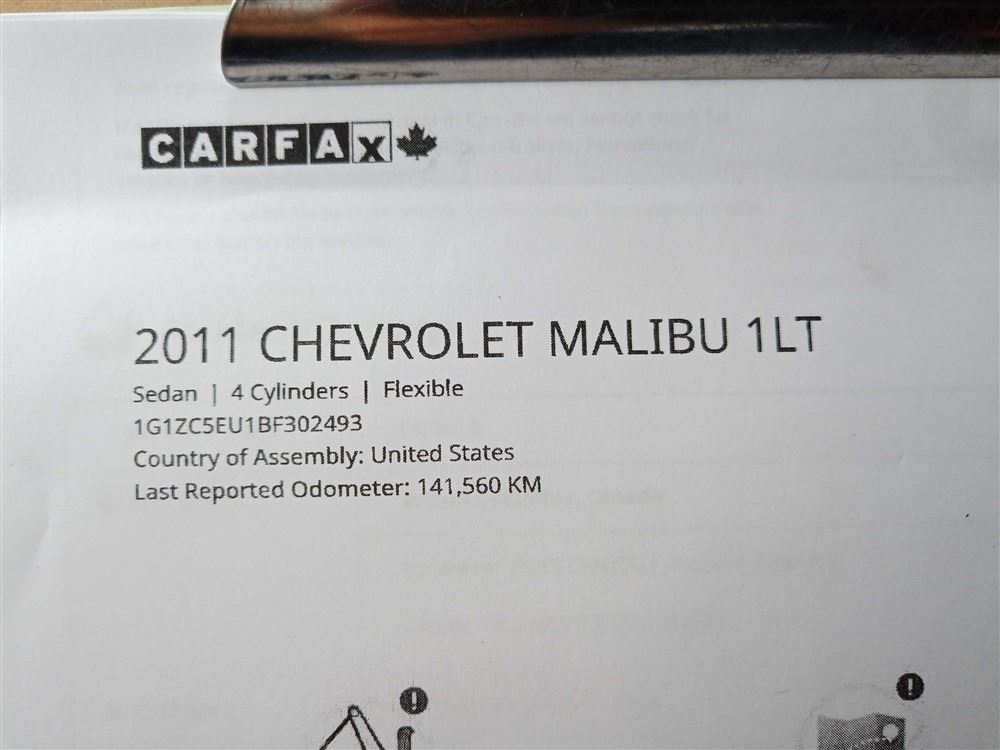 CARFAX
2011 CHEVROLET MALIBU 1LT
Sedan | 4 Cylinders | Flexible
1G1ZC5EU1BF302493
Country of Assembly: United States
Last Reported Odometer: 141,560 KM